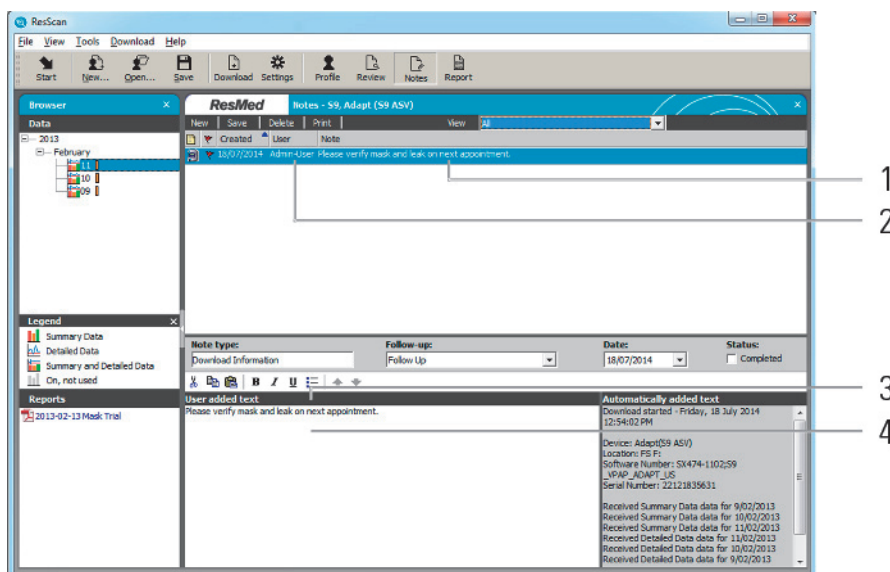 ResScan
File View Tools Download Help
Start New... Open... Save Download Settings Profile Review Notes Report
Browser ×
ResMed Notes - S9, Adapt (S9 ASV) ×
Data
New Save Delete Print View All
2013
Created User Note
February
18/07/2014 Admin-User Please verify mask and leak on next appointment.
11
10
09
1
2
Legend ×
Summary Data
Detailed Data
Summary and Detailed Data
On, not used
Note type: Follow-up: Date: Status:
Download Information Follow Up 18/07/2014 Completed
B I U
3
Reports
User added text Automatically added text
2013-02-13 Mask Trial
Please verify mask and leak on next appointment.
4
Download started - Friday, 18 July 2014
12:54:02 PM
Device: Adapt(S9 ASV)
Location: FS F:
Software Number: SX474-1102;S9
_VPAP_ADAPT_US
Serial Number: 22121835631
Received Summary Data data for 9/02/2013
Received Summary Data data for 10/02/2013
Received Summary Data data for 11/02/2013
Received Detailed Data data for 11/02/2013
Received Detailed Data data for 10/02/2013
Received Detailed Data data for 9/02/2013